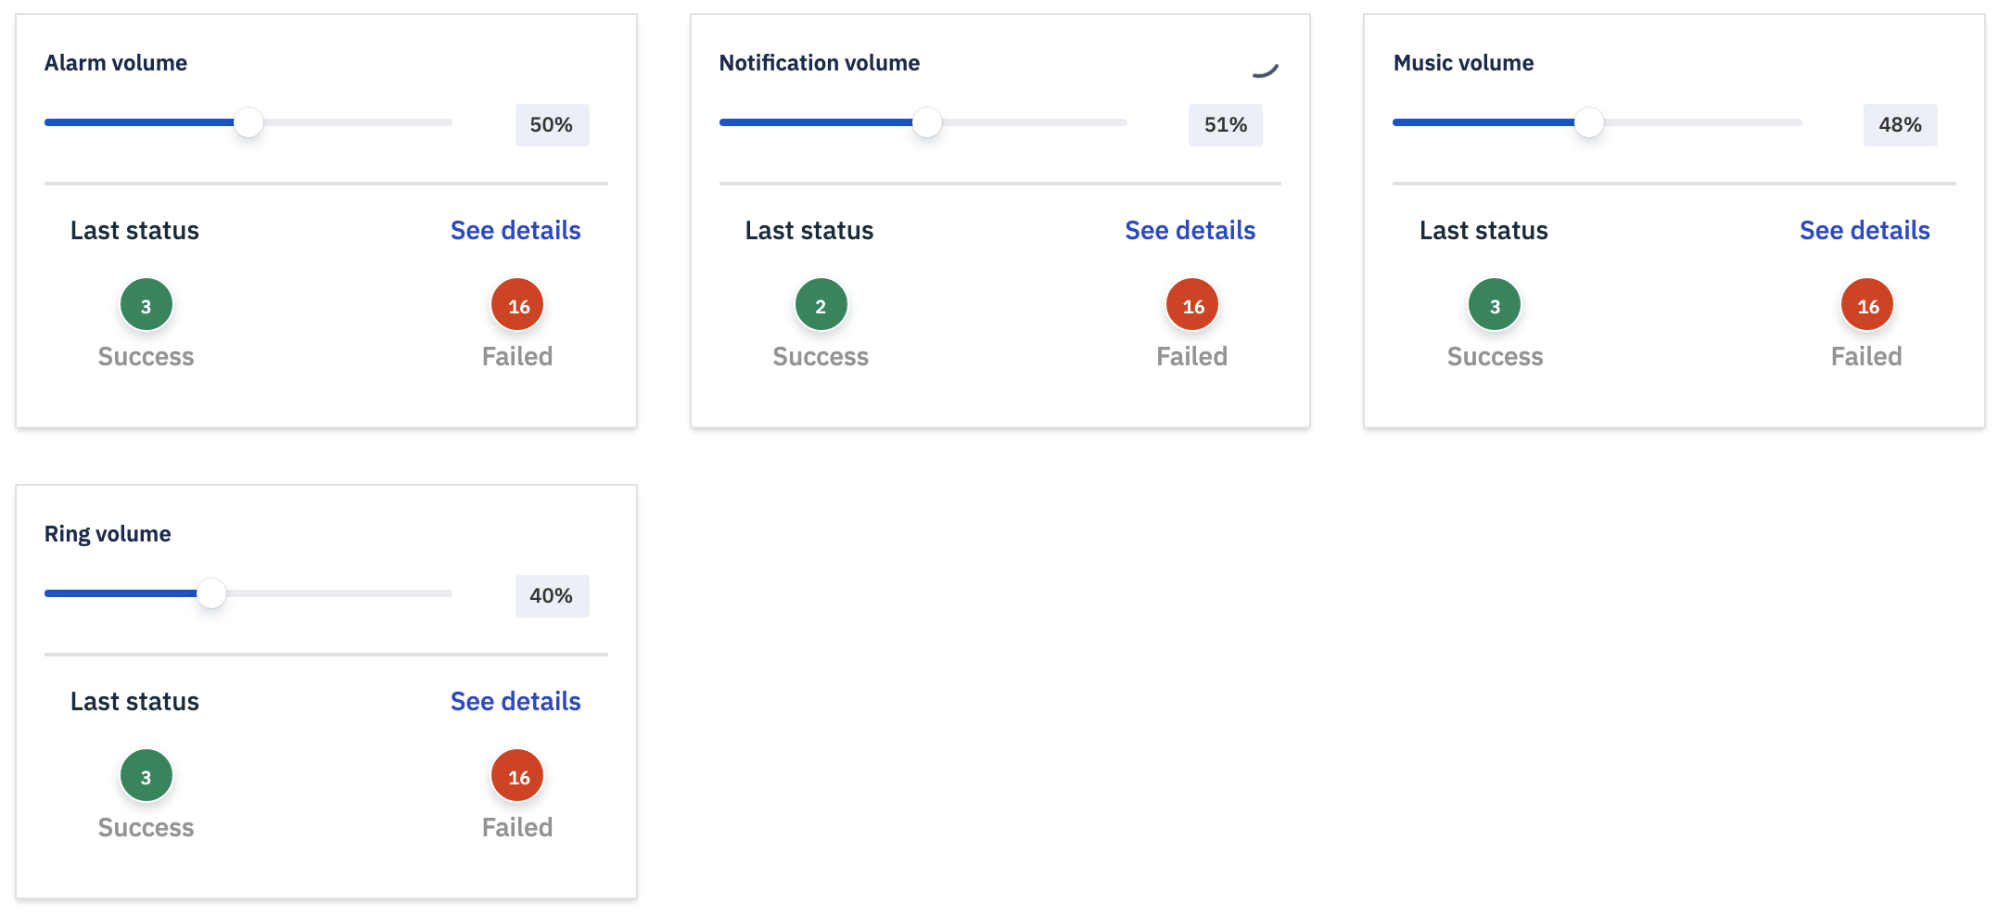 Alarm volume
50%
Last status
See details
3
16
Success
Failed
Notification volume
51%
Last status
See details
2
16
Success
Failed
Music volume
48%
Last status
See details
3
16
Success
Failed
Ring volume
40%
Last status
See details
3
16
Success
Failed